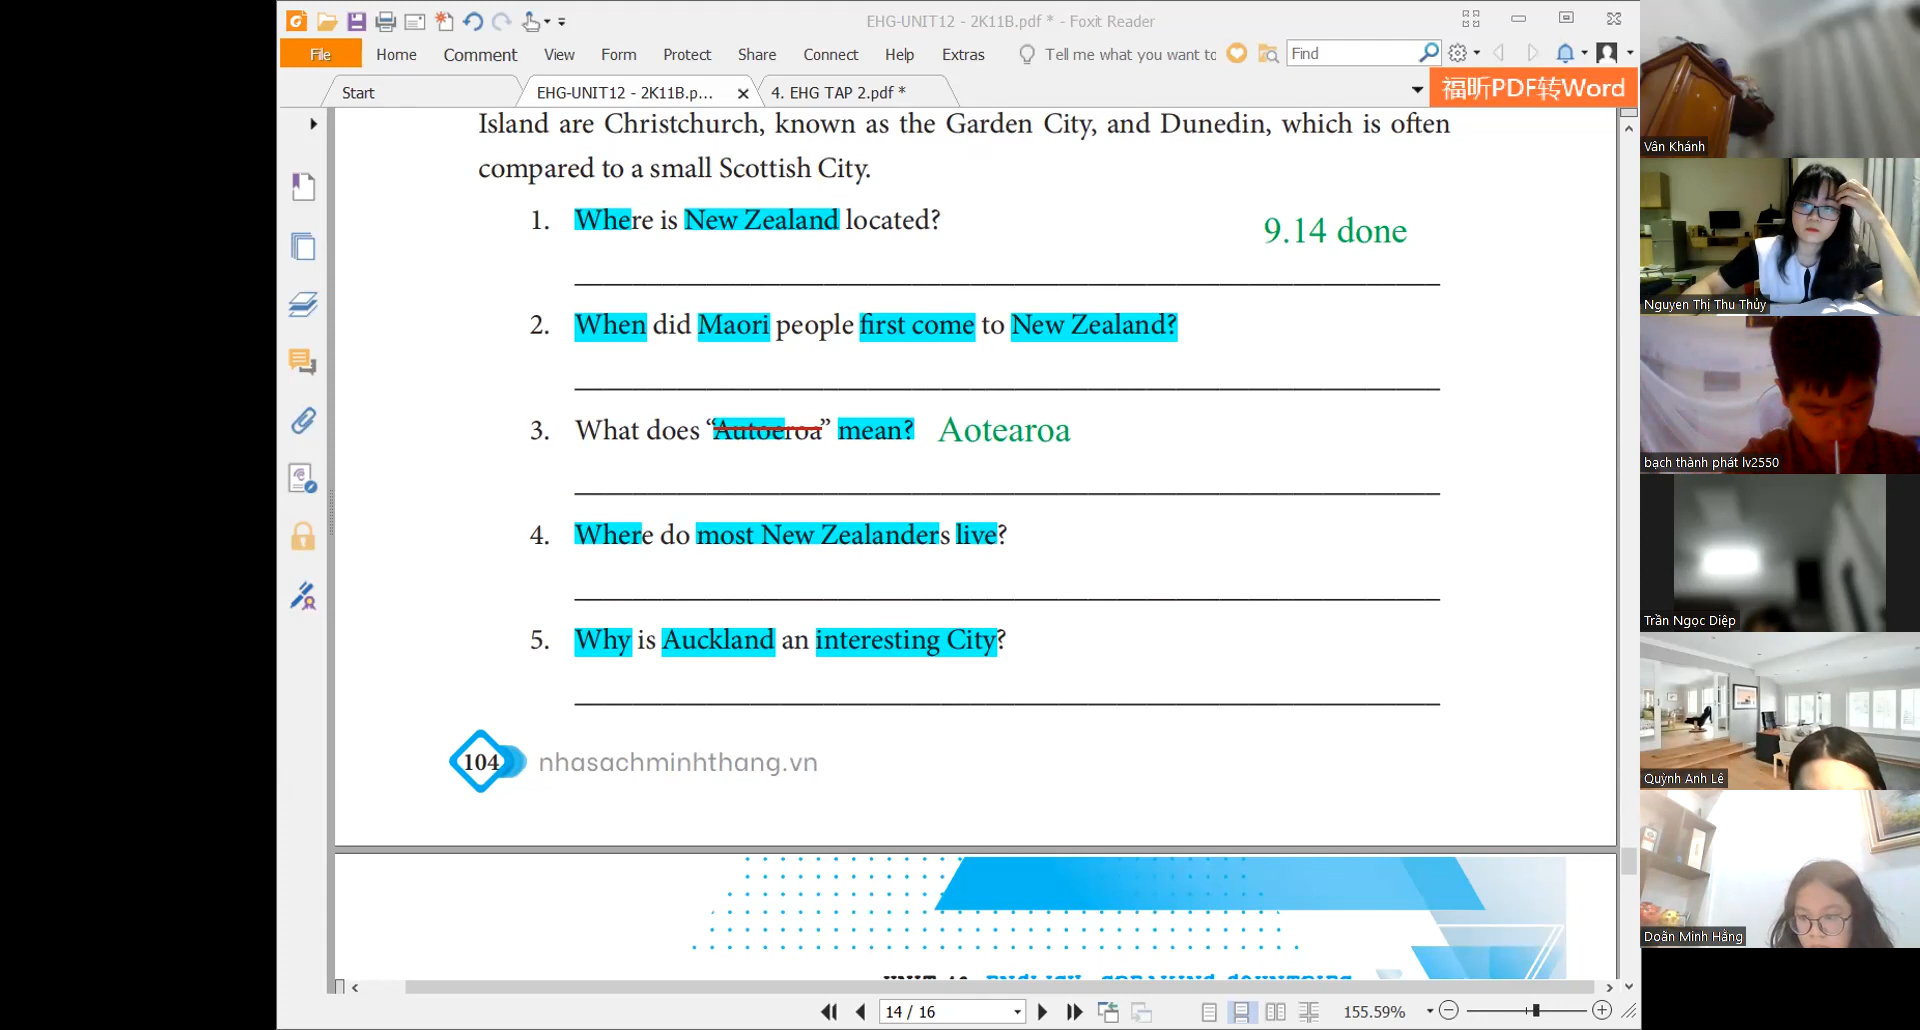 EHG-UNIT12 - 2K11B.pdf * - Foxit Reader
File Home Comment View Form Protect Share Connect Help Extras Tell me what you want to Find
Start EHG-UNIT12 - 2K11B.p... 4. EHG TAP 2.pdf *
福昕PDF转Word
Island are Christchurch, known as the Garden City, and Dunedin, which is often
compared to a small Scottish City.
1. Where is New Zealand located?
9.14 done
2. When did Maori people first come to New Zealand?
3. What does “Autoeroa” mean? Aotearoa
4. Where do most New Zealanders live?
5. Why is Auckland an interesting City?
104 nhasachminhthang.vn
14 / 16
155.59%
Vân Khánh
Nguyen Thị Thu Thủy
bạch thành phát lv2550
Trần Ngọc Diệp
Quỳnh Anh Lê
Doãn Minh Hằng